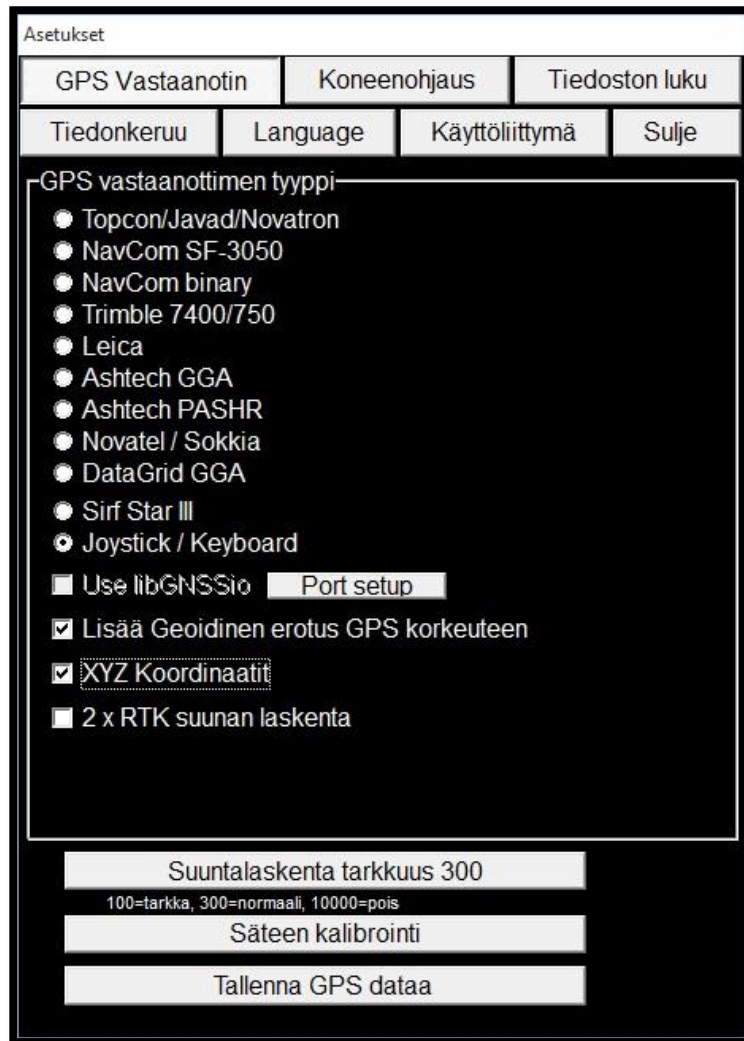 Asetukset
GPS Vastaanotin Koneenohjaus Tiedoston luku
Tiedonkeruu Language Käyttöliittymä Sulje
GPS vastaanottimen tyyppi
Topcon/Javad/Novatron
NavCom SF-3050
NavCom binary
Trimble 7400/750
Leica
Ashtech GGA
Ashtech PASHR
Novatel / Sokkia
DataGrid GGA
Sirf Star III
Joystick / Keyboard
Use libGNSSio Port setup
Lisää Geoidinen erotus GPS korkeuteen
XYZ Koordinaatit
2 x RTK suunan laskenta
Suuntalaskenta tarkkuus 300
100=tarkka, 300=normaali, 10000=pois
Säteen kalibrointi
Tallenna GPS dataa